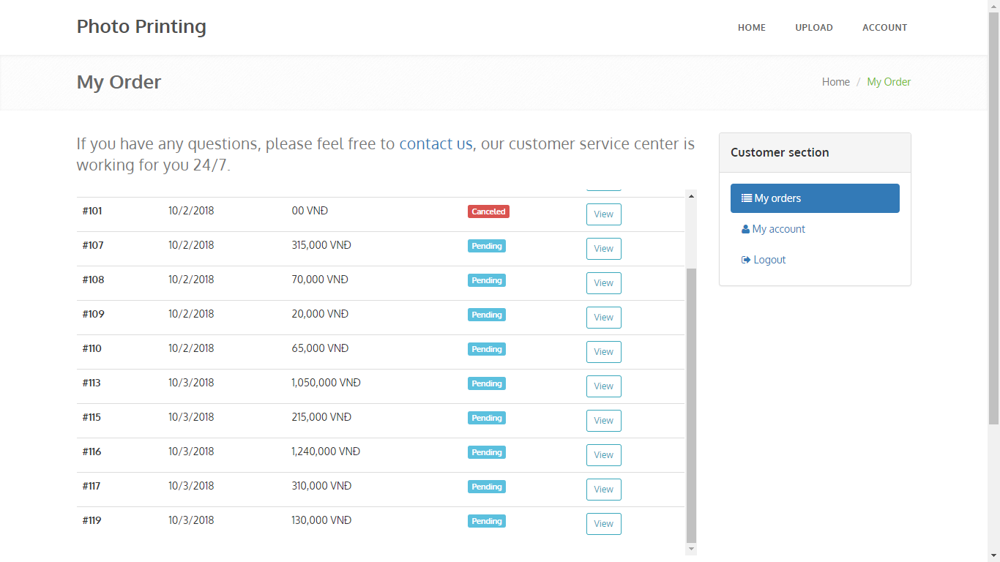 Photo Printing
HOME UPLOAD ACCOUNT
My Order
Home / My Order
If you have any questions, please feel free to contact us, our customer service center is
working for you 24/7.
#101 10/2/2018 00 VNĐ Canceled View
#107 10/2/2018 315,000 VNĐ Pending View
#108 10/2/2018 70,000 VNĐ Pending View
#109 10/2/2018 20,000 VNĐ Pending View
#110 10/2/2018 65,000 VNĐ Pending View
#113 10/3/2018 1,050,000 VNĐ Pending View
#115 10/3/2018 215,000 VNĐ Pending View
#116 10/3/2018 1,240,000 VNĐ Pending View
#117 10/3/2018 310,000 VNĐ Pending View
#119 10/3/2018 130,000 VNĐ Pending View
Customer section
My orders
My account
Logout